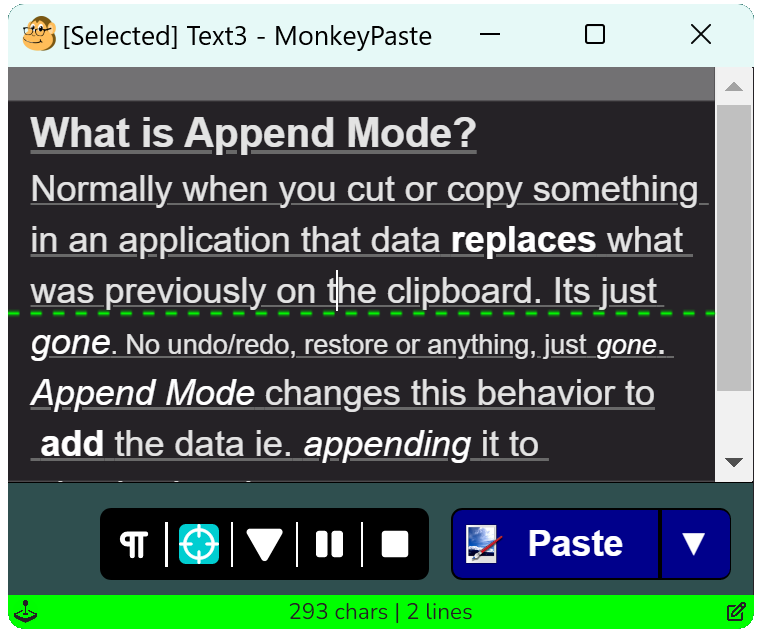 [Selected] Text3 - MonkeyPaste
What is Append Mode?
Normally when you cut or copy something
in an application that data replaces what
was previously on the clipboard. Its just
gone. No undo/redo, restore or anything, just gone.
Append Mode changes this behavior to
add the data ie. appending it to
¶
Paste
293 chars | 2 lines